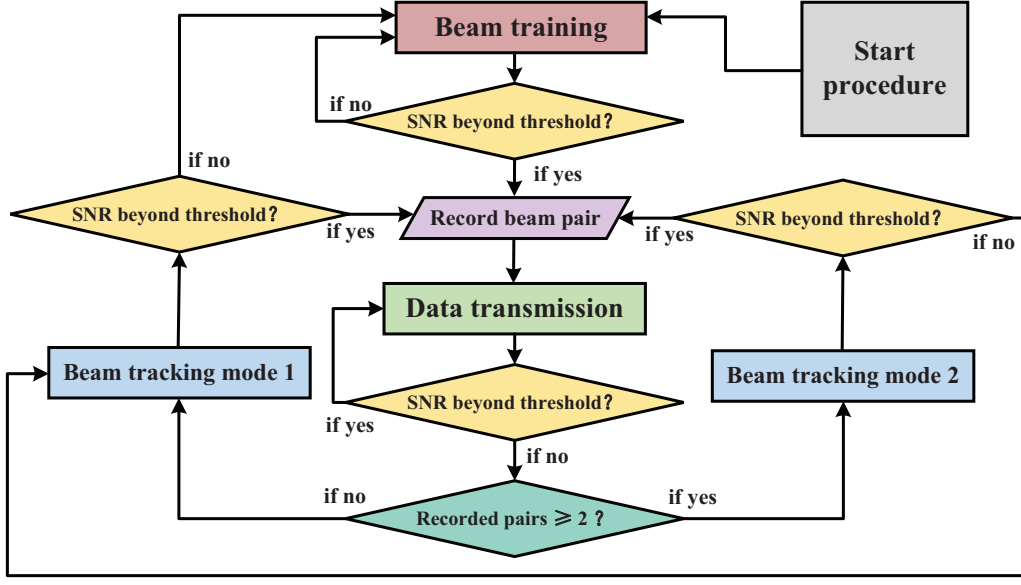 Beam training
Start
procedure
if no
SNR beyond threshold?
if yes
if no
SNR beyond threshold?
if yes
Record beam pair
SNR beyond threshold?
if yes
if no
Data transmission
Beam tracking mode 1
Beam tracking mode 2
SNR beyond threshold?
if yes
if no
if no
Recorded pairs ⩾ 2 ?
if yes